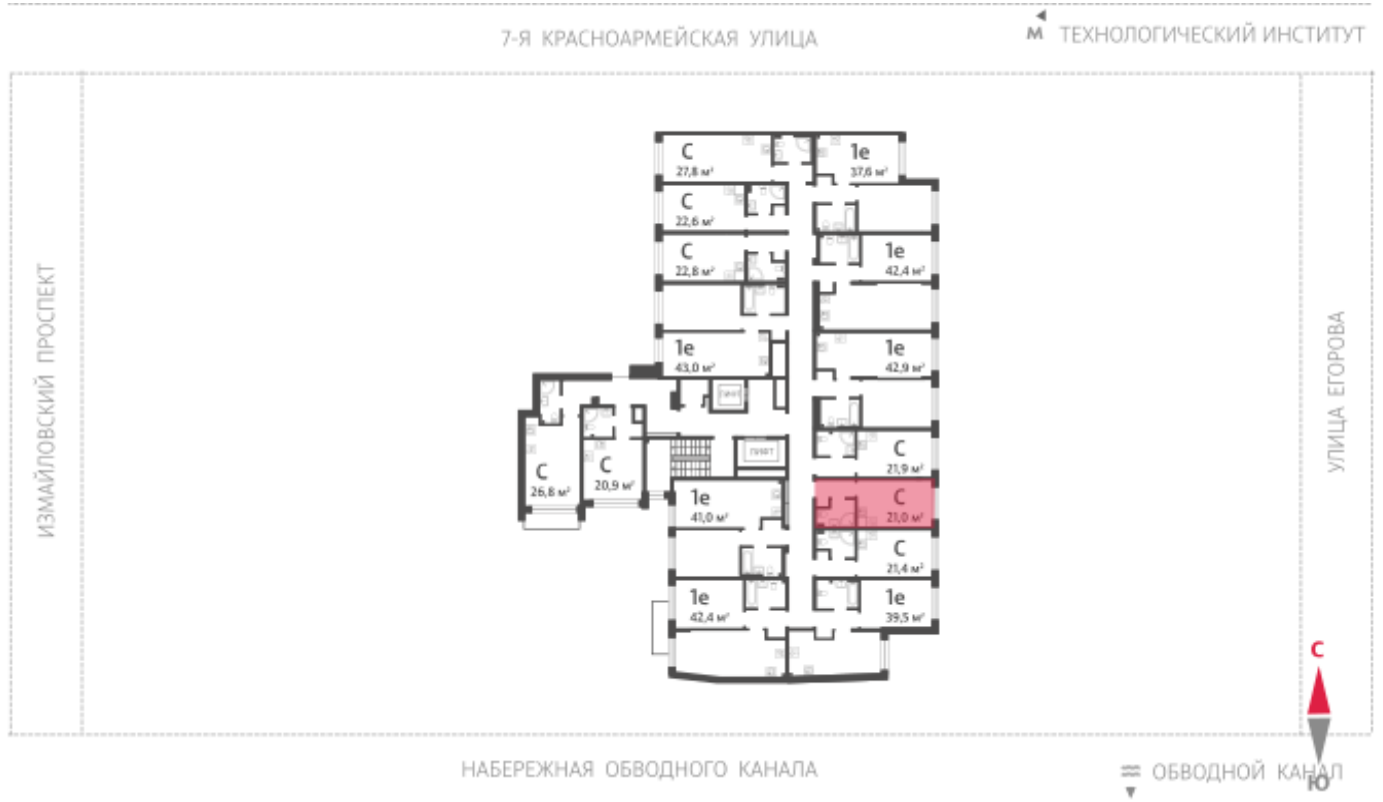 7-Я КРАСНОАРМЕЙСКАЯ УЛИЦА
М ТЕХНОЛОГИЧЕСКИЙ ИНСТИТУТ
ИЗМАЙЛОВСКИЙ ПРОСПЕКТ
С
27,8 м²
1е
37,6 м²
С
22,6 м²
С
22,8 м²
1е
42,4 м²
1е
43,0 м²
1е
42,9 м²
ЛИФТ
ЛИФТ
С
26,8 м²
С
20,9 м²
С
21,9 м²
1е
41,0 м²
С
21,0 м²
С
21,4 м²
1е
42,4 м²
1е
39,5 м²
УЛИЦА ЕГОРОВА
С
Ю
НАБЕРЕЖНАЯ ОБВОДНОГО КАНАЛА
ОБВОДНОЙ КАНАЛ